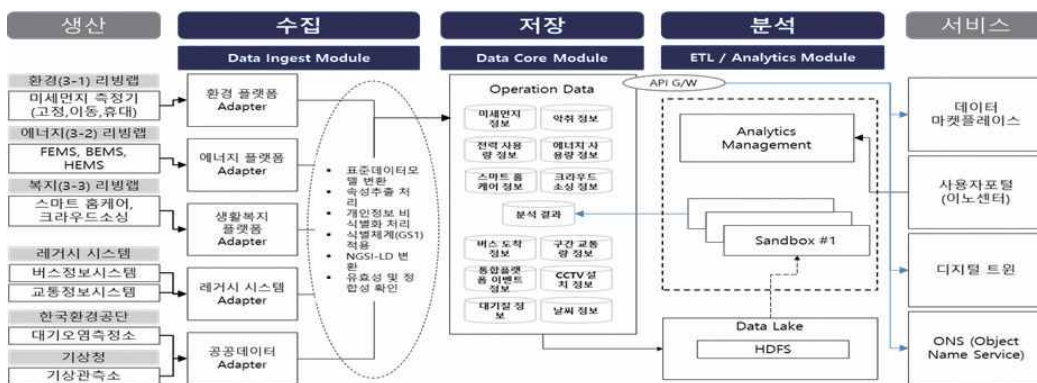 생산
수집
저장
분석
서비스
Data Ingest Module
Data Core Module
ETL / Analytics Module
환경(3-1) 리빙랩
미세먼지 측정기
(고정,이동,휴대)
에너지(3-2) 리빙랩
FEMS, BEMS,
HEMS
복지(3-3) 리빙랩
스마트 홈케어,
크라우드소싱
레거시 시스템
버스정보시스템
교통정보시스템
한국환경공단
대기오염측정소
기상청
기상관측소
환경 플랫폼
Adapter
에너지 플랫폼
Adapter
생활복지
플랫폼
Adapter
레거시 시스템
Adapter
공공데이터
Adapter
• 표준데이터모
델 변환
• 속성추출 처
리
• 개인정보 비
식별화 처리
• 식별체계(GS1)
적용
• NGSI-LD 변
환
• 유효성 및 정
합성 확인
Operation Data
미세먼지
정보
악취 정보
전력 사용
량 정보
에너지 사
용량 정보
스마트 홈
케어 정보
크라우드
소싱 정보
분석 결과
버스 도착
정보
구간 교통
량 정보
통합플랫
폼 이벤트
정보
CCTV 설
치 정보
대기질 정
보
날씨 정보
API G/W
Analytics
Management
Sandbox #1
Data Lake
HDFS
데이터
마켓플레이스
사용자포털
(이노센터)
디지털 트윈
ONS (Object
Name Service)